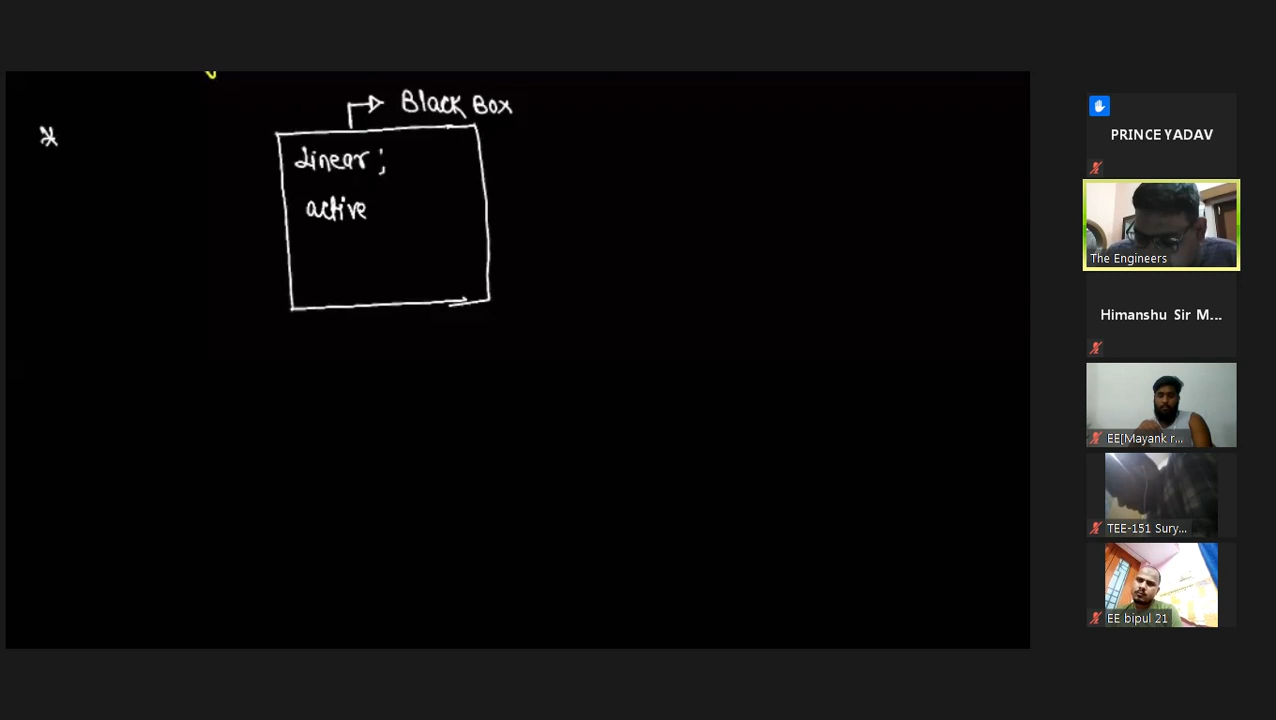 Black Box
*
Linear ;
active
PRINCE YADAV
The Engineers
Himanshu Sir M...
EE[Mayank r...
TEE-151 Sury...
EE bipul 21